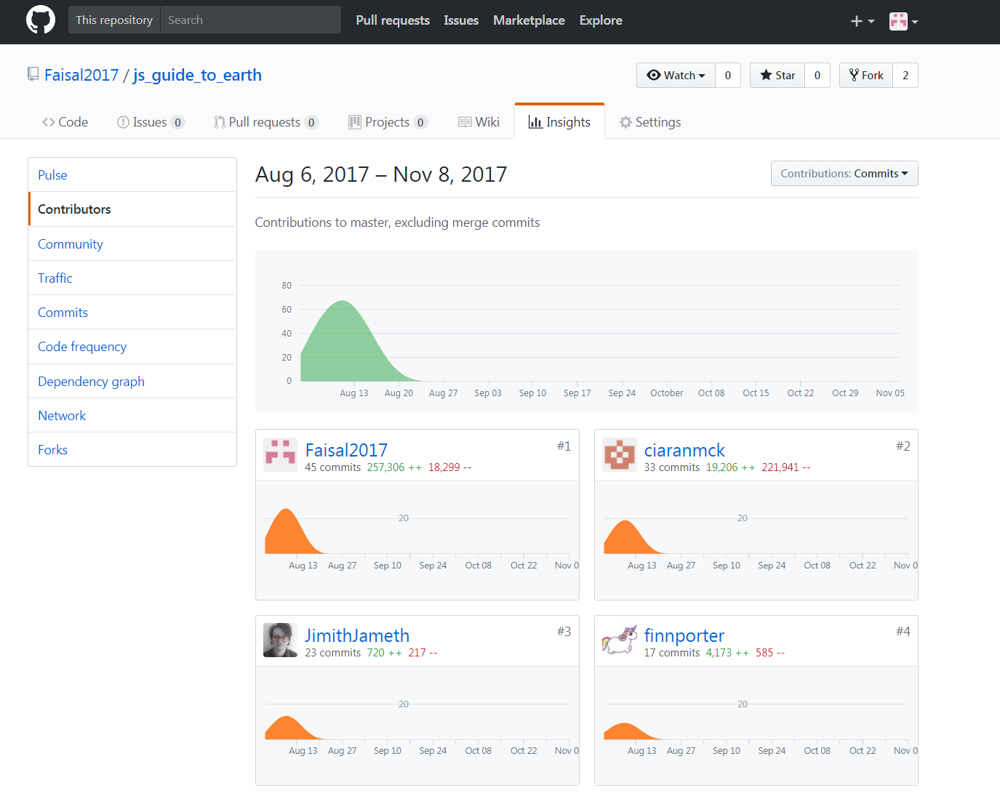 This repository Search Pull requests Issues Marketplace Explore
Faisal2017 / js_guide_to_earth Watch 0 Star 0 Fork 2
Code Issues 0 Pull requests 0 Projects 0 Wiki Insights Settings
Pulse
Contributors
Community
Traffic
Commits
Code frequency
Dependency graph
Network
Forks
Aug 6, 2017 – Nov 8, 2017 Contributions: Commits
Contributions to master, excluding merge commits
80
60
40
20
0
Aug 13 Aug 20 Aug 27 Sep 03 Sep 10 Sep 17 Sep 24 October Oct 08 Oct 15 Oct 22 Oct 29 Nov 05
Faisal2017 #1
45 commits 257,306 ++ 18,299 --
20
Aug 13 Aug 27 Sep 10 Sep 24 Oct 08 Oct 22 Nov 0
ciaranmck #2
33 commits 19,206 ++ 221,941 --
20
Aug 13 Aug 27 Sep 10 Sep 24 Oct 08 Oct 22 Nov 0
JimithJameth #3
23 commits 720 ++ 217 --
20
Aug 13 Aug 27 Sep 10 Sep 24 Oct 08 Oct 22 Nov 0
finnporter #4
17 commits 4,173 ++ 585 --
20
Aug 13 Aug 27 Sep 10 Sep 24 Oct 08 Oct 22 Nov 0